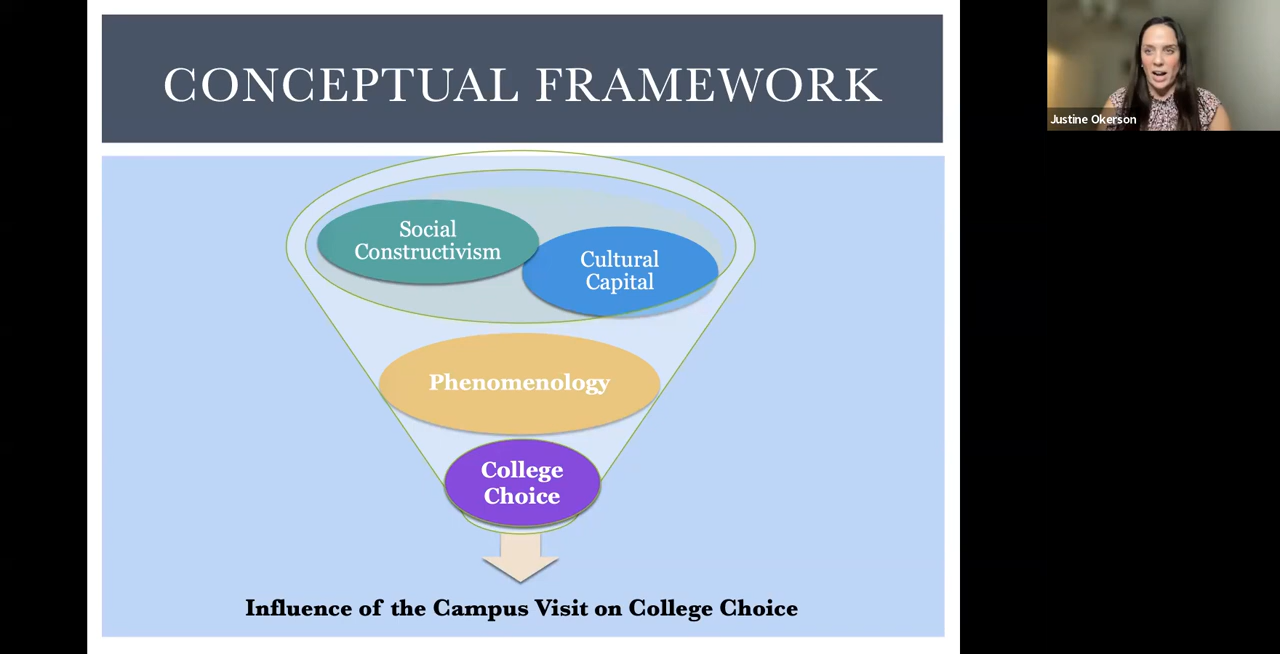 CONCEPTUAL FRAMEWORK
Justine Okerson
Social
Constructivism
Cultural
Capital
Phenomenology
College
Choice
Influence of the Campus Visit on College Choice